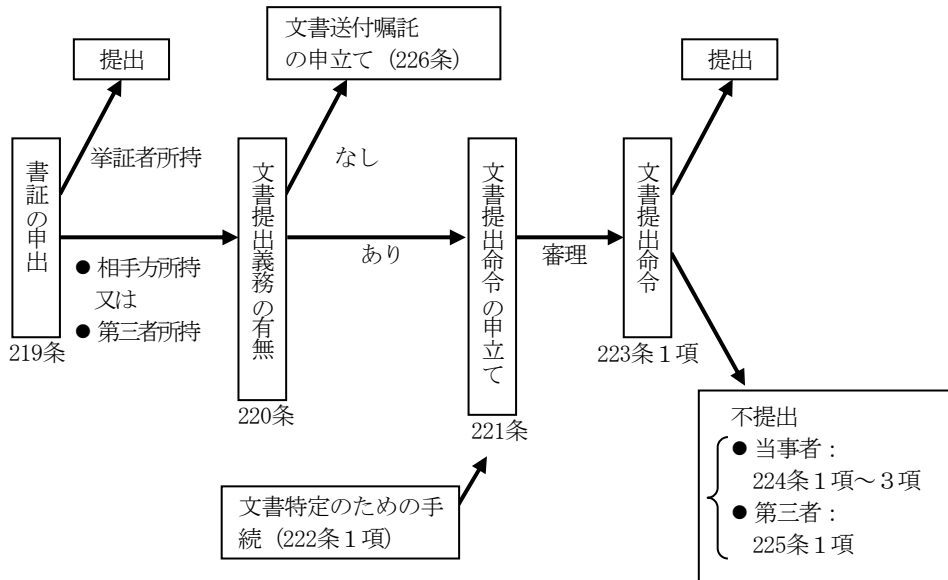 文書送付嘱託
の申立て（226条）
提出
提出
挙証者所持
なし
書証の申出
文書提出義務の有無
文書提出命令の申立て
文書提出命令
あり
審理
● 相手方所持
又は
● 第三者所持
219条
220条
221条
223条１項
文書特定のための手
続（222条１項）
不提出
● 当事者：
224条１項～３項
● 第三者：
225条１項